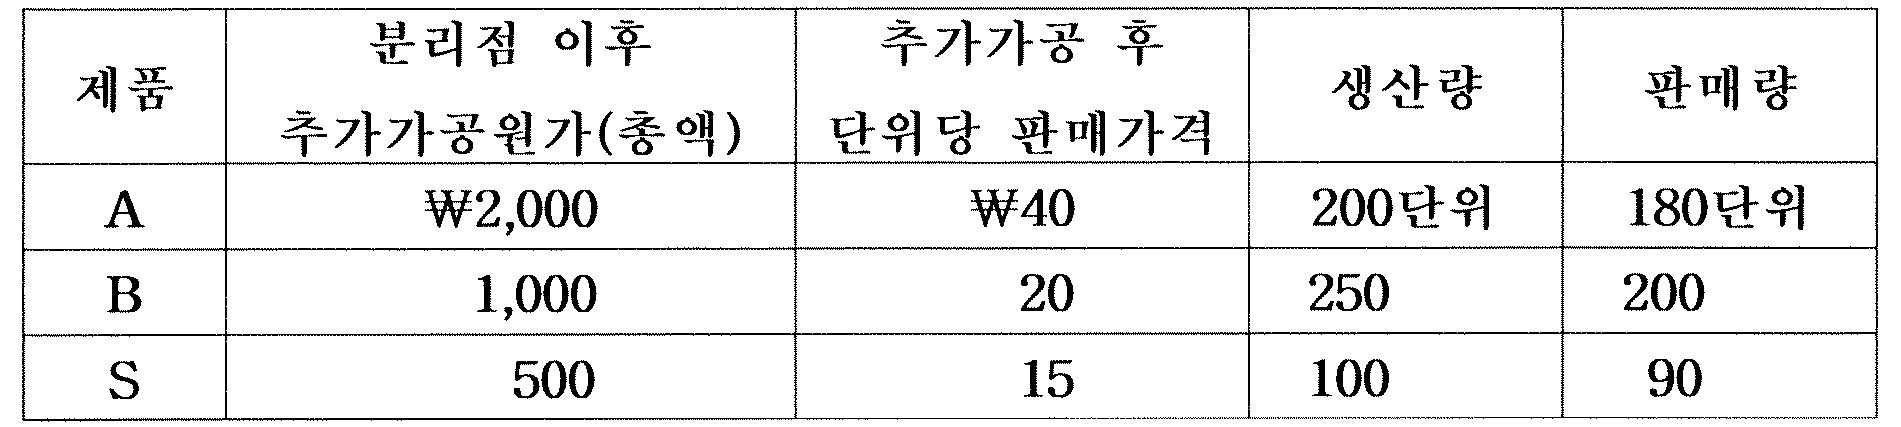 제품 분리점 이후 추가가공원가(총액) 추가가공 후 단위당 판매가격 생산량 판매량
A ₩2,000 ₩40 200단위 180단위
B 1,000 20 250 200
S 500 15 100 90